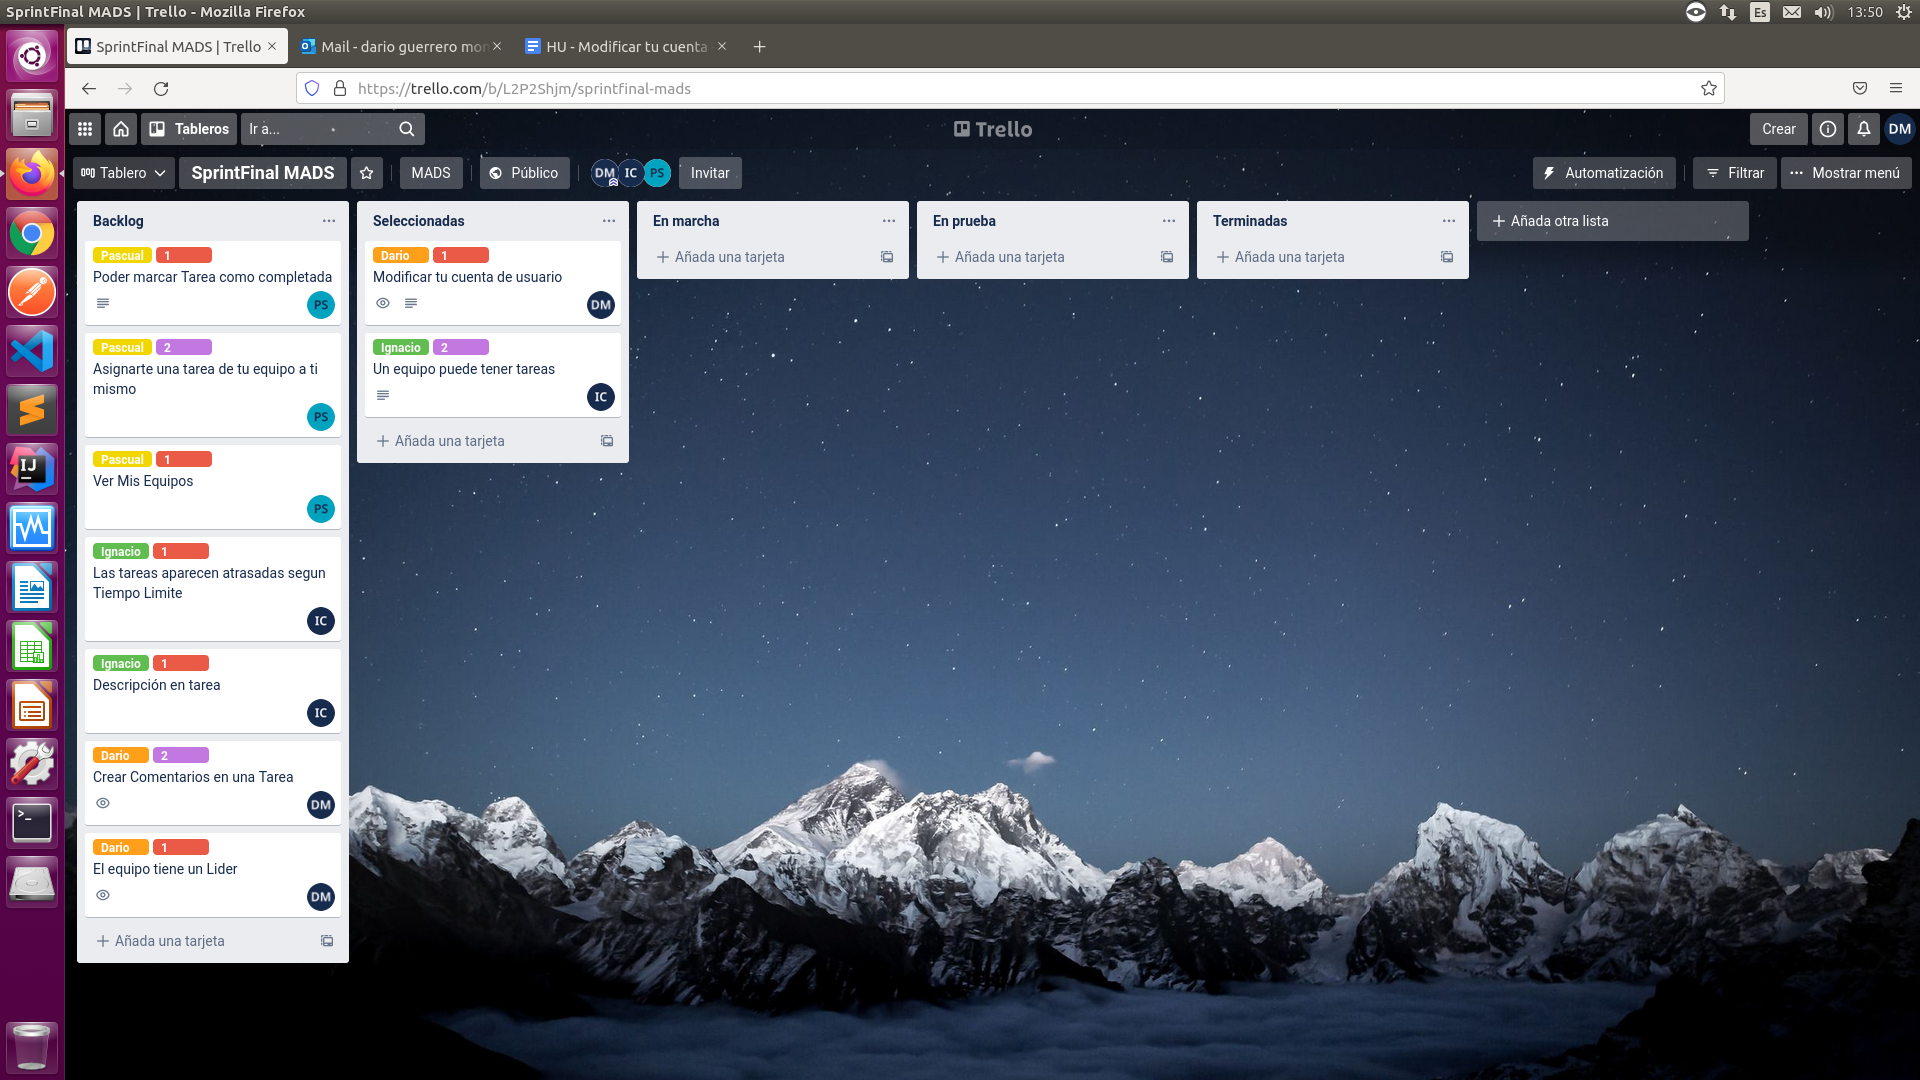 SprintFinal MADS | Trello - Mozilla Firefox
Es
13:50
SprintFinal MADS | Trello
Mail - dario guerrero mon
HU - Modificar tu cuenta
https://trello.com/b/L2P2Shjm/sprintfinal-mads
Tableros
Ir a...
Trello
Crear
DM
Tablero
SprintFinal MADS
MADS
Público
DM
IC
PS
Invitar
Automatización
Filtrar
Mostrar menú
Backlog
Pascual 1
Poder marcar Tarea como completada
PS
Pascual 2
Asignarte una tarea de tu equipo a ti
mismo
PS
Pascual 1
Ver Mis Equipos
PS
Ignacio 1
Las tareas aparecen atrasadas segun
Tiempo Limite
IC
Ignacio 1
Descripción en tarea
IC
Dario 2
Crear Comentarios en una Tarea
DM
Dario 1
El equipo tiene un Lider
DM
Añada una tarjeta
Seleccionadas
Dario 1
Modificar tu cuenta de usuario
DM
Ignacio 2
Un equipo puede tener tareas
IC
Añada una tarjeta
En marcha
Añada una tarjeta
En prueba
Añada una tarjeta
Terminadas
Añada una tarjeta
Añada otra lista
IJ
>_